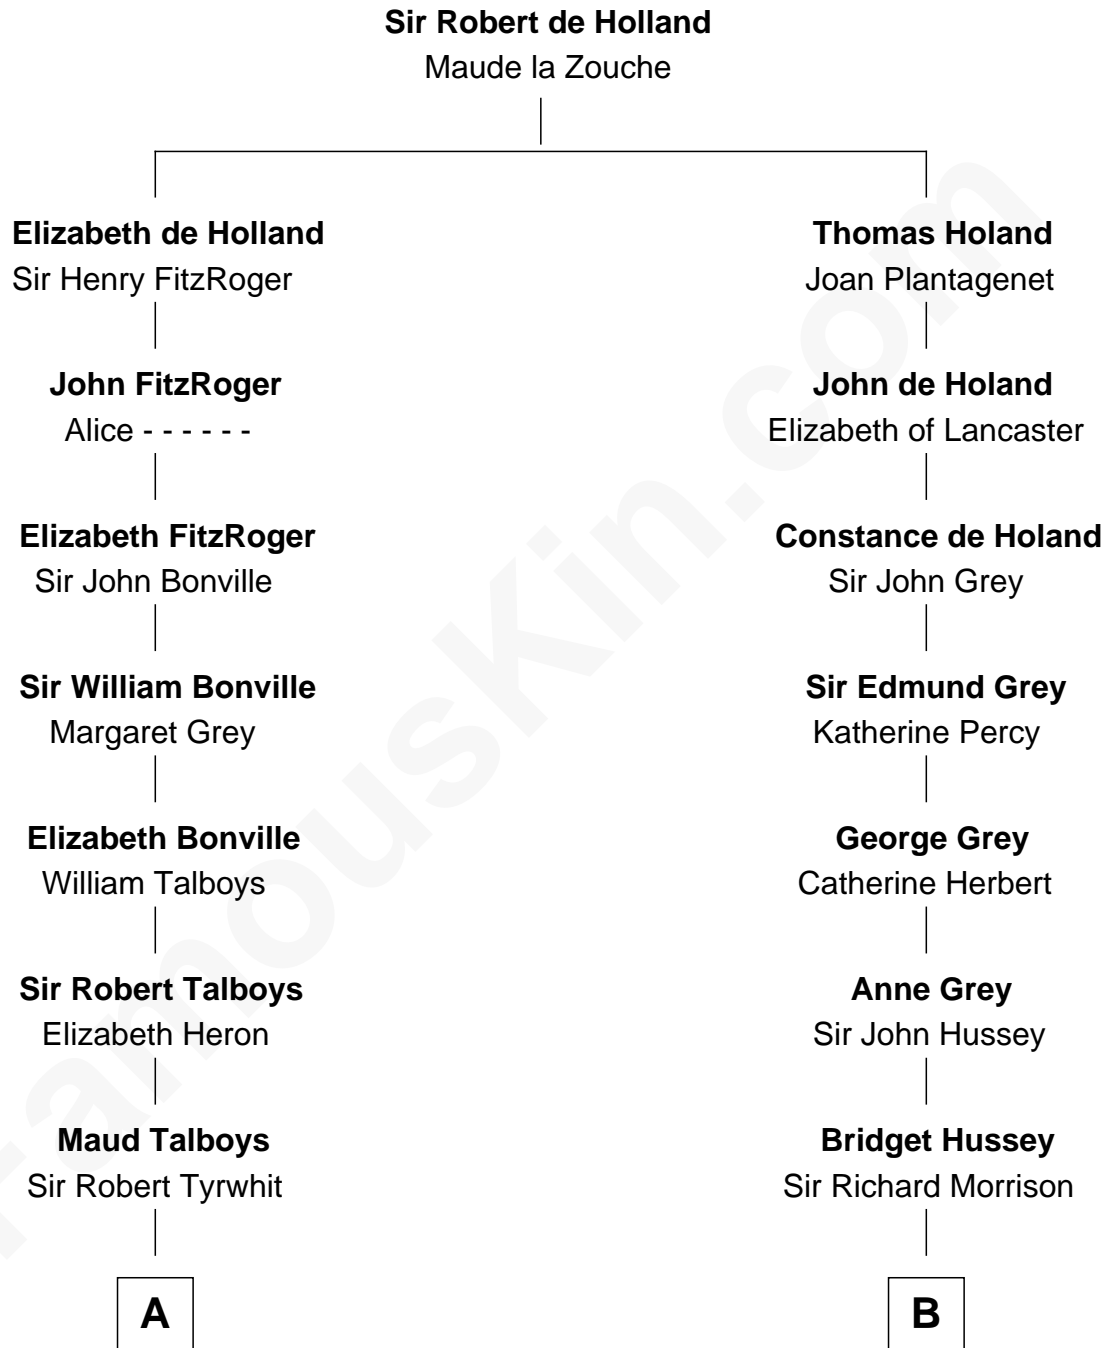 Sir Robert de Holland
Maude la Zouche
Elizabeth de Holland
Sir Henry FitzRoger
Thomas Holand
Joan Plantagenet
John FitzRoger
Alice - - - - - -
John de Holand
Elizabeth of Lancaster
Elizabeth FitzRoger
Sir John Bonville
Constance de Holand
Sir John Grey
Sir William Bonville
Margaret Grey
Sir Edmund Grey
Katherine Percy
Elizabeth Bonville
William Talboys
George Grey
Catherine Herbert
Sir Robert Talboys
Elizabeth Heron
Anne Grey
Sir John Hussey
Maud Talboys
Sir Robert Tyrwhit
Bridget Hussey
Sir Richard Morrison
A
B
FamousKin.com